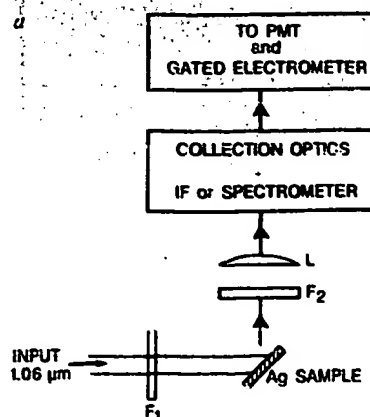 a
TO PMT
and
GATED ELECTROMETER
COLLECTION OPTICS
IF or SPECTROMETER
L
F2
INPUT
1.06 μm
Ag SAMPLE
F1